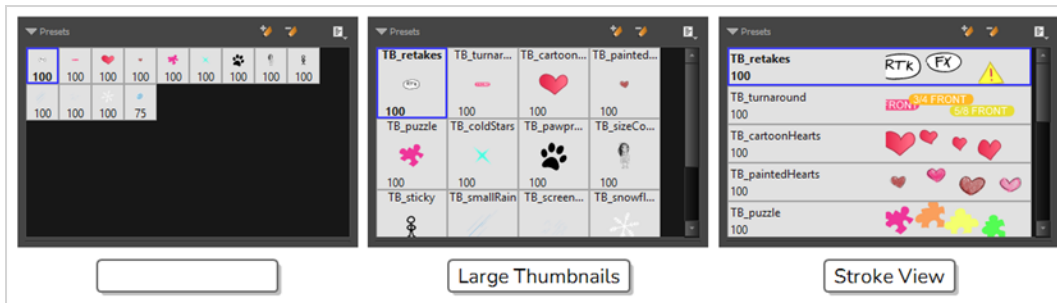 Presets
100 100 100 100 100 100 100 100 100
100 100 100 75
Presets
TB_retakes TB_turnar... TB_cartoon... TB_painted...
RTK
100 100 100 100
TB_puzzle TB_coldStars TB_pawpr... TB_sizeCo...
100 100 100 100
TB_sticky TB_smallRain TB_screen... TB_snowfl...
Presets
TB_retakes
100
RTK FX
TB_turnaround
100
FRONT 3/4 FRONT
5/8 FRONT
TB_cartoonHearts
100
TB_paintedHearts
100
TB_puzzle
100
Large Thumbnails
Stroke View